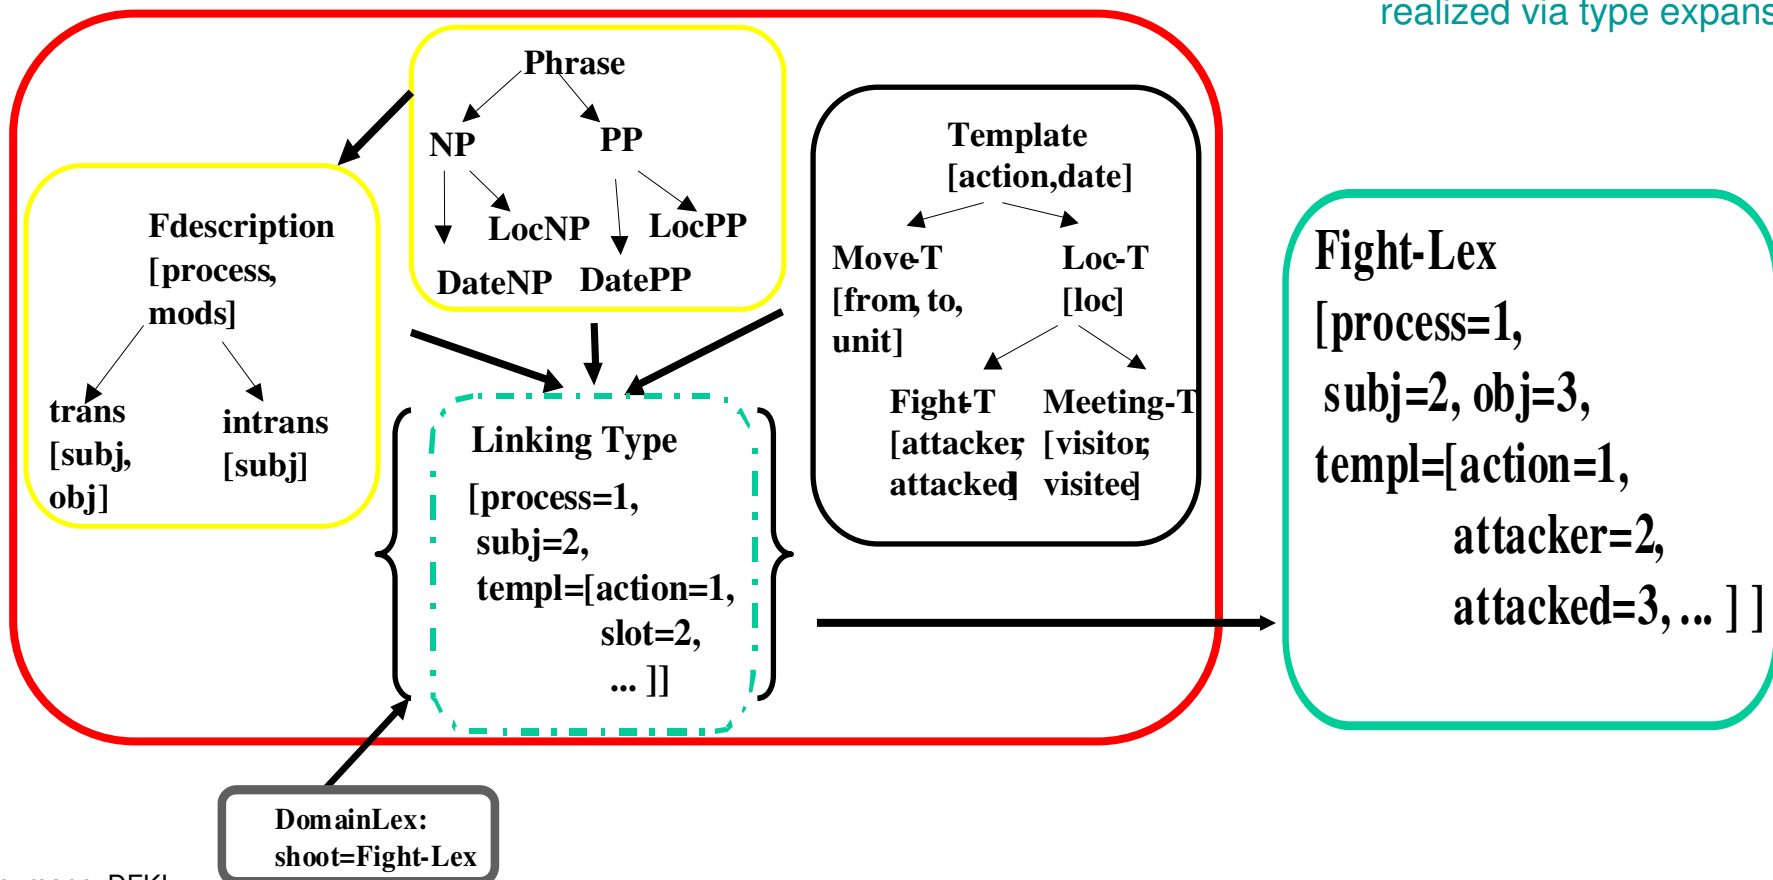 realized via type
Phrase
NP PP
LocNP LocPP
DateNP DatePP
Fdescription
[process,
mods]
trans
[subj,
obj]
intrans
[subj]
Template
[action,date]
Move-T
[from, to,
unit]
Loc-T
[loc]
Fight-T
[attacker,
attacked]
Meeting-T
[visitor,
visitee]
Linking Type
[process=1,
subj=2,
templ=[action=1,
slot=2,
... ]]
Fight-Lex
[process=1,
subj=2, obj=3,
templ=[action=1,
attacker=2,
attacked=3, ... ] ]
DomainLex:
shoot=Fight-Lex